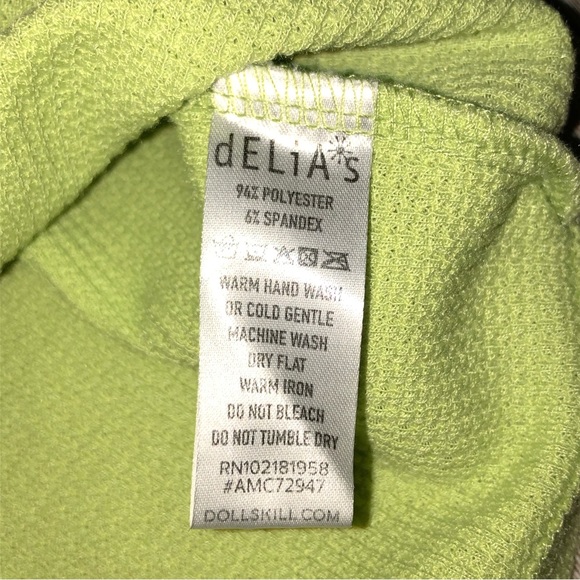 dELiA*s
94% POLYESTER
6% SPANDEX
WARM HAND WASH
OR COLD GENTLE
MACHINE WASH
DRY FLAT
WARM IRON
DO NOT BLEACH
DO NOT TUMBLE DRY
RN102181958
#AMC72947
DOLLSKILL.COM